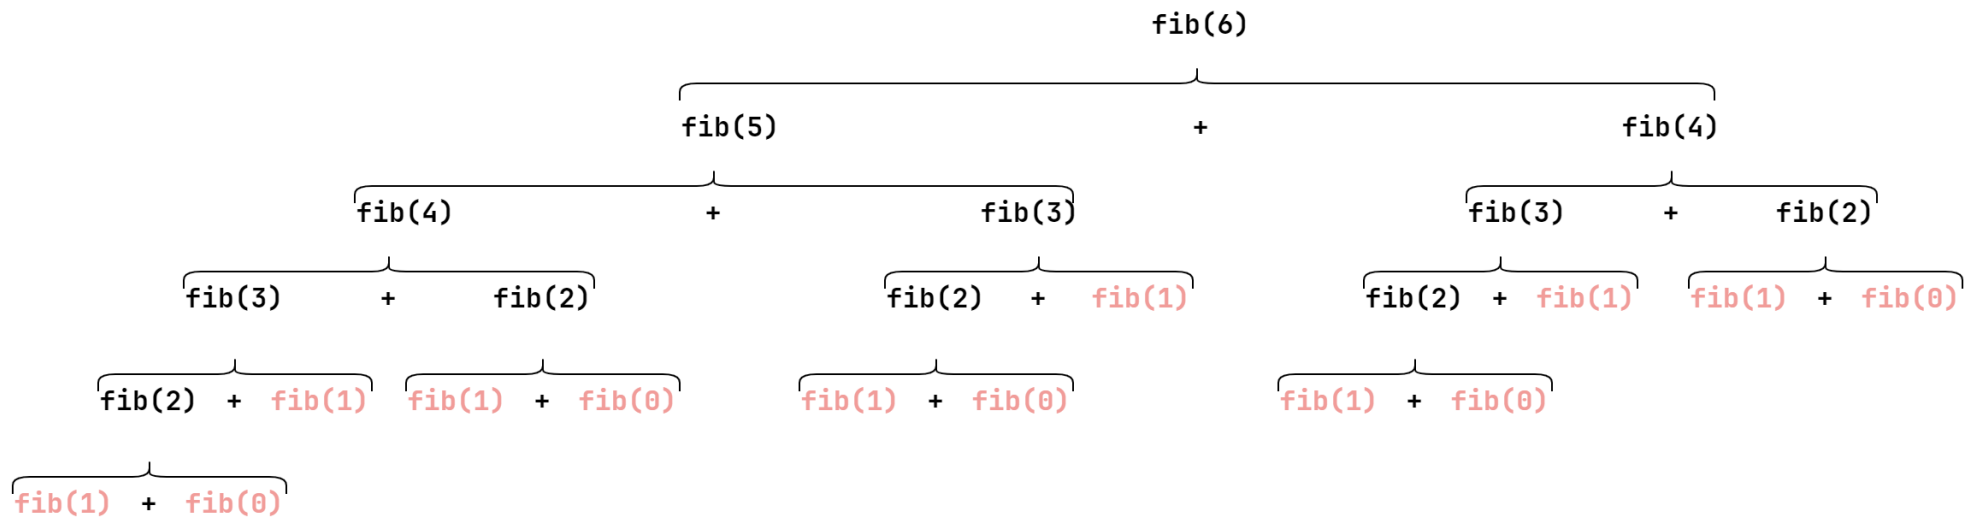 fib(6)
fib(5) + fib(4)
fib(4) + fib(3) fib(3) + fib(2)
fib(3) + fib(2) fib(2) + fib(1) fib(2) + fib(1) fib(1) + fib(0)
fib(2) + fib(1) fib(1) + fib(0) fib(1) + fib(0) fib(1) + fib(0)
fib(1) + fib(0)